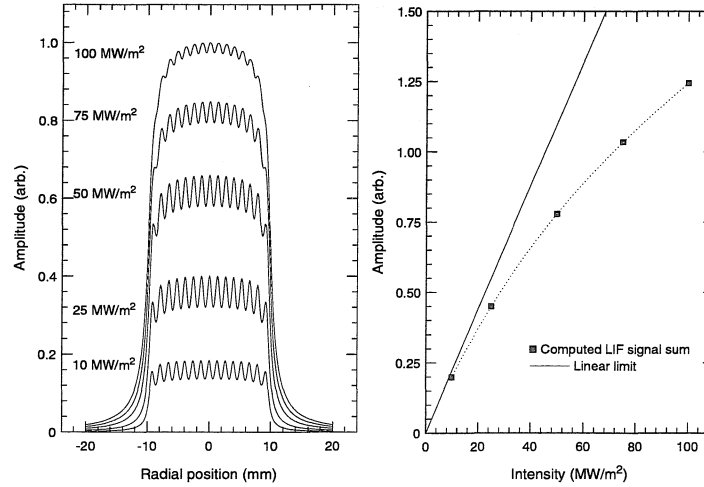 1.0
0.8
0.6
0.4
0.2
0
-20
-10
0
10
20
Amplitude (arb.)
Radial position (mm)
100 MW/m²
75 MW/m²
50 MW/m²
25 MW/m²
10 MW/m²
1.50
1.25
1.00
0.75
0.50
0.25
0.00
0
20
40
60
80
100
Amplitude (arb.)
Intensity (MW/m²)
Computed LIF signal sum
Linear limit